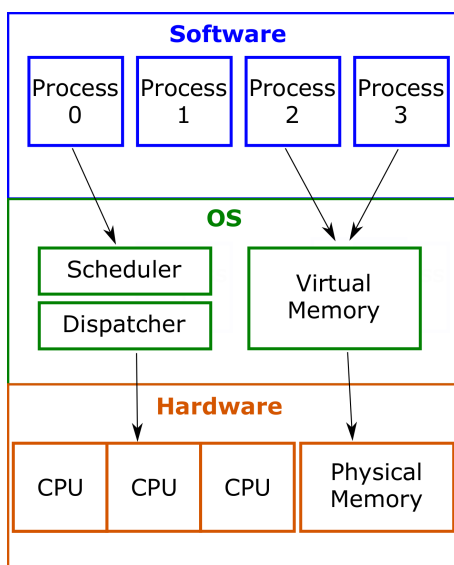 Software
Process
0
Process
1
Process
2
Process
3
OS
Scheduler
Dispatcher
Virtual
Memory
Hardware
CPU
CPU
CPU
Physical
Memory